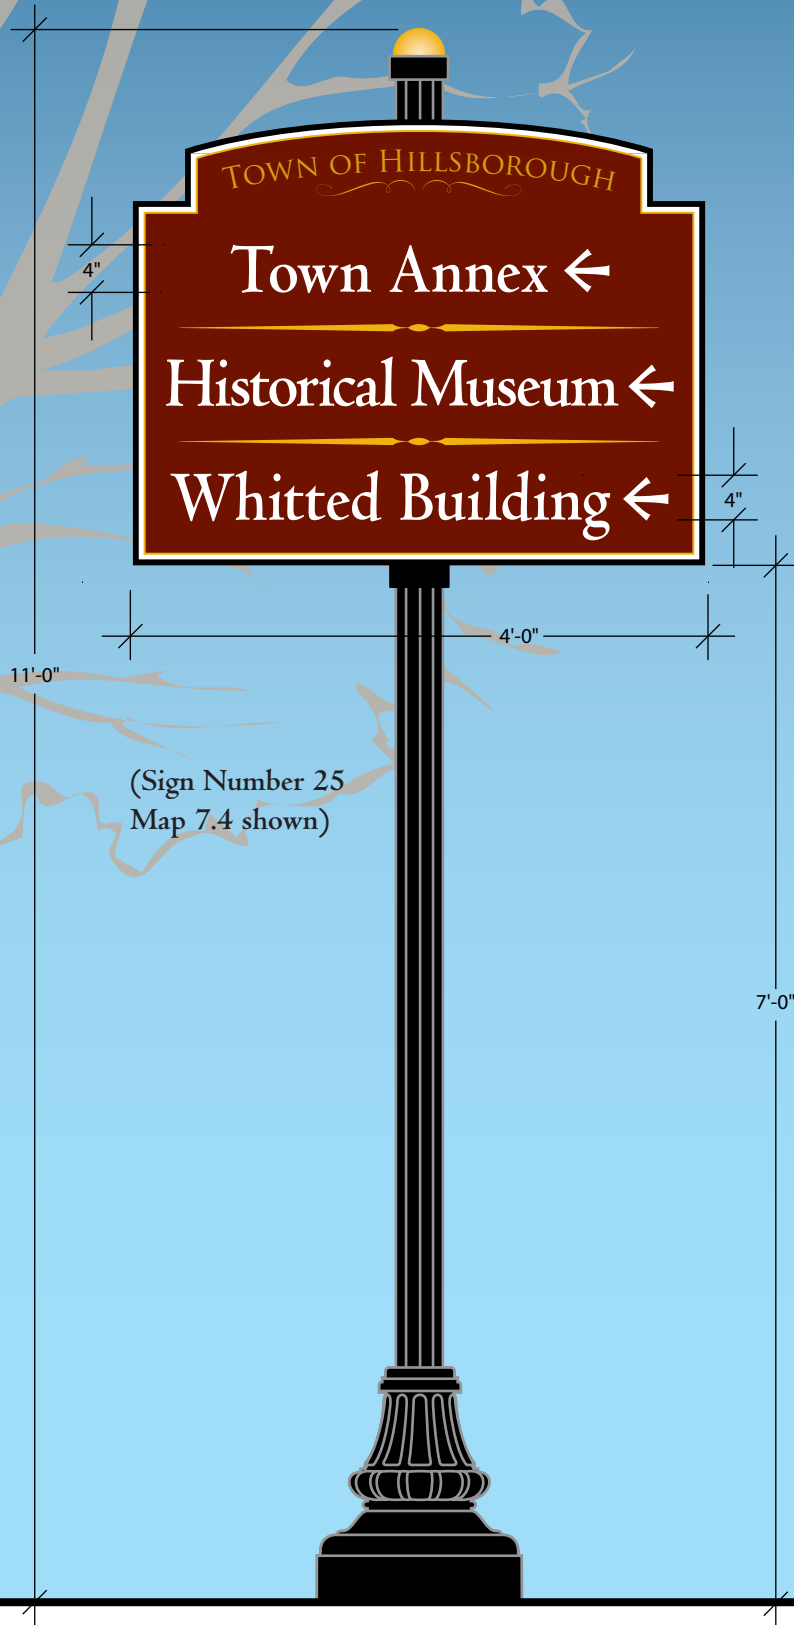 TOWN OF HILLSBOROUGH
Town Annex ←
4"
Historical Museum ←
Whitted Building ←
4"
4'-0"
11'-0"
(Sign Number 25
Map 7.4 shown)
7'-0"